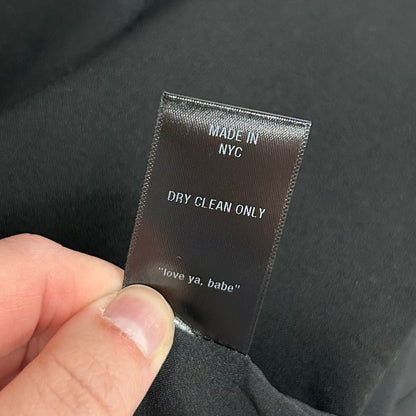 MADE IN
NYC
DRY CLEAN ONLY
"love ya, babe"